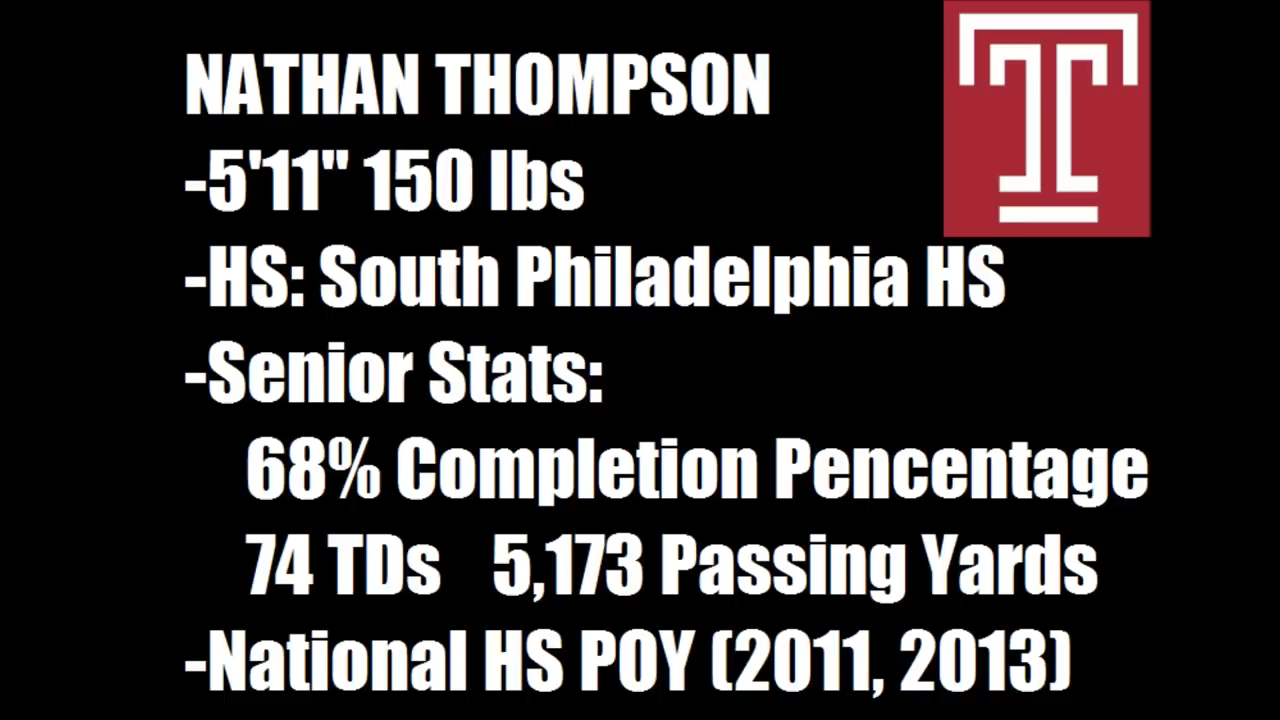 NATHAN THOMPSON
-5'11" 150 lbs
-HS: South Philadelphia HS
-Senior Stats:
68% Completion Pencentage
74 TDs 5,173 Passing Yards
-National HS POY (2011, 2013)